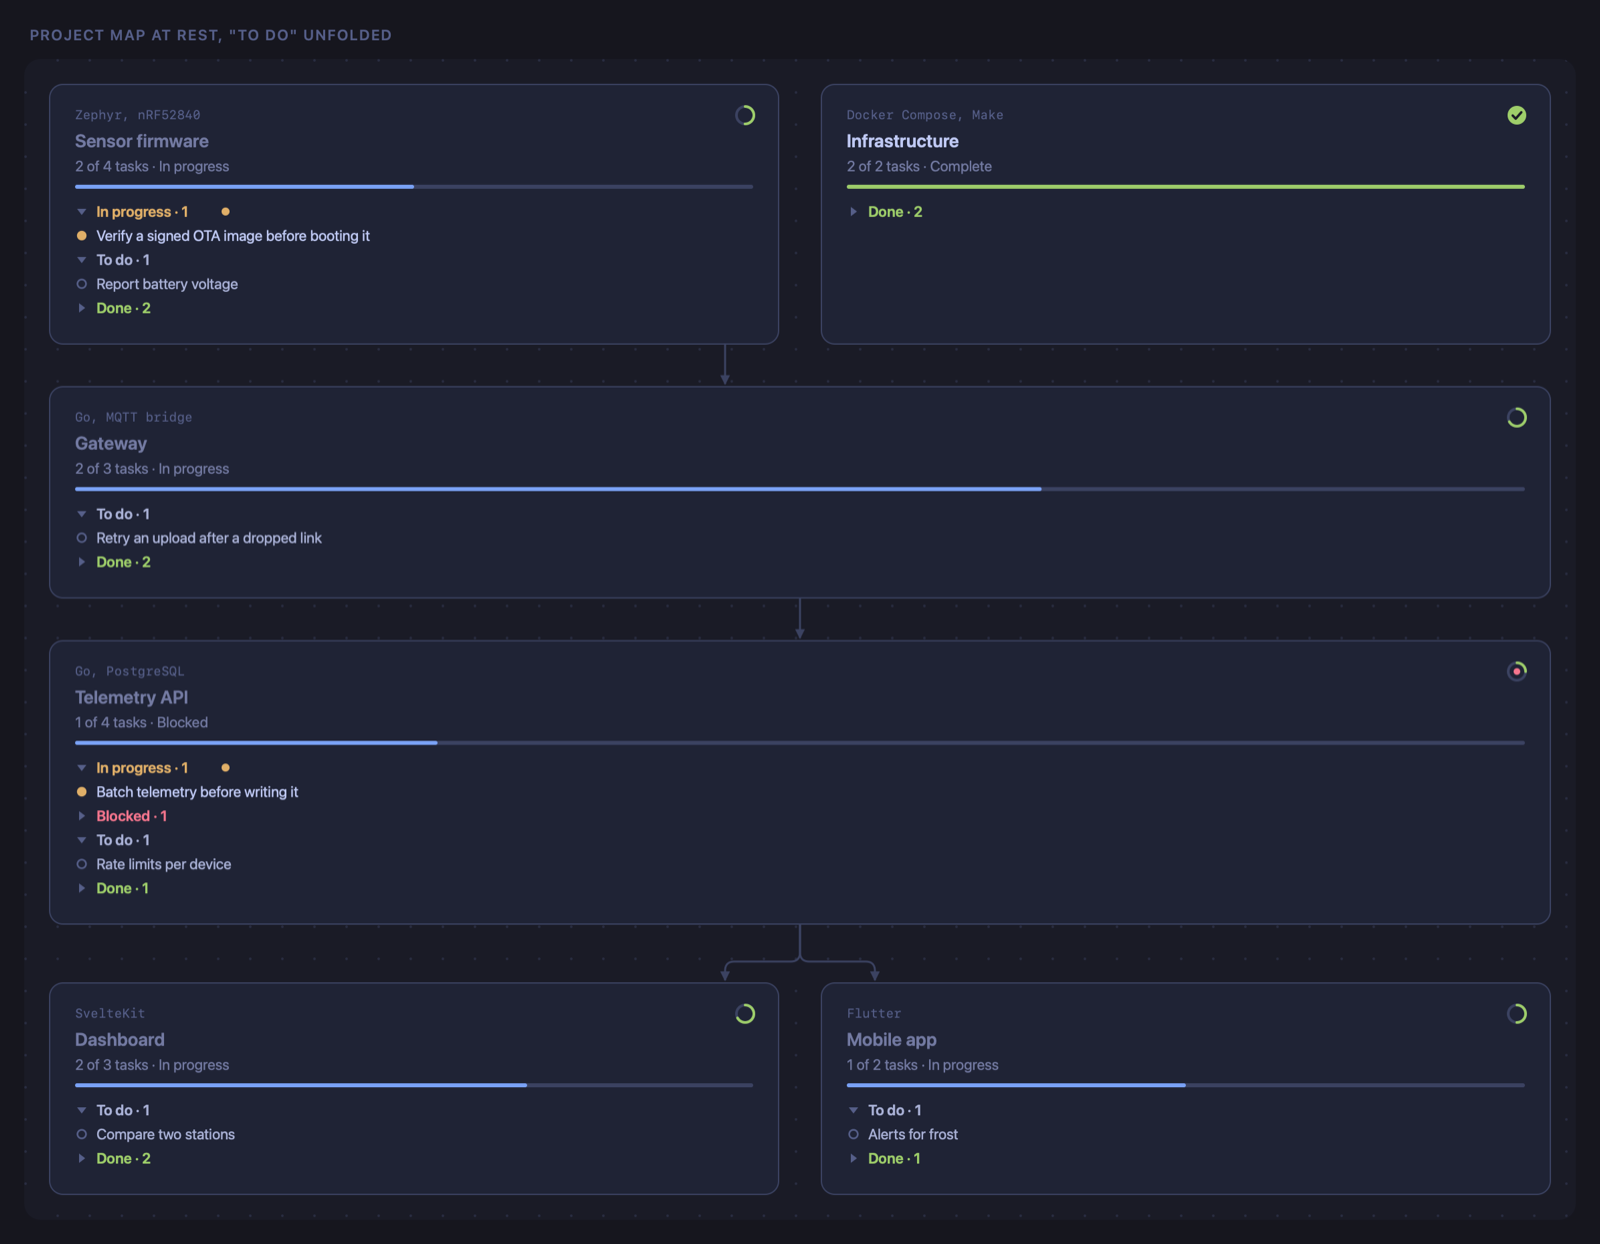 PROJECT MAP AT REST, "TO DO" UNFOLDED
Zephyr, nRF52840
Sensor firmware
2 of 4 tasks · In progress
In progress · 1
Verify a signed OTA image before booting it
To do · 1
Report battery voltage
Done · 2
Docker Compose, Make
Infrastructure
2 of 2 tasks · Complete
Done · 2
Go, MQTT bridge
Gateway
2 of 3 tasks · In progress
To do · 1
Retry an upload after a dropped link
Done · 2
Go, PostgreSQL
Telemetry API
1 of 4 tasks · Blocked
In progress · 1
Batch telemetry before writing it
Blocked · 1
To do · 1
Rate limits per device
Done · 1
SvelteKit
Dashboard
2 of 3 tasks · In progress
To do · 1
Compare two stations
Done · 2
Flutter
Mobile app
1 of 2 tasks · In progress
To do · 1
Alerts for frost
Done · 1